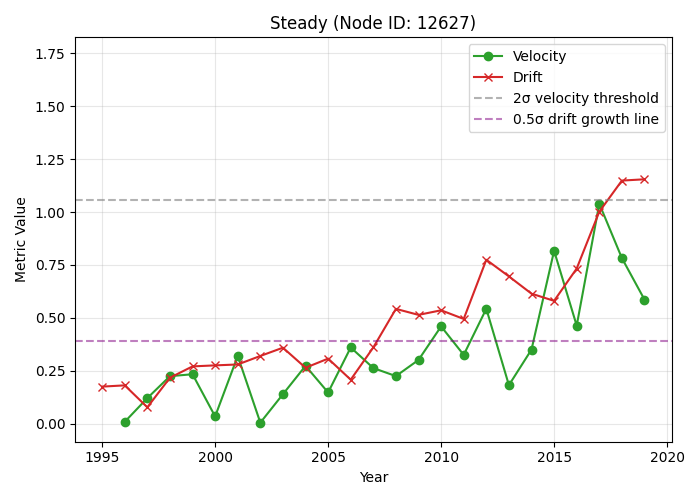 Steady (Node ID: 12627)
Velocity
Drift
2σ velocity threshold
0.5σ drift growth line
Metric Value
1.75
1.50
1.25
1.00
0.75
0.50
0.25
0.00
1995 2000 2005 2010 2015 2020
Year